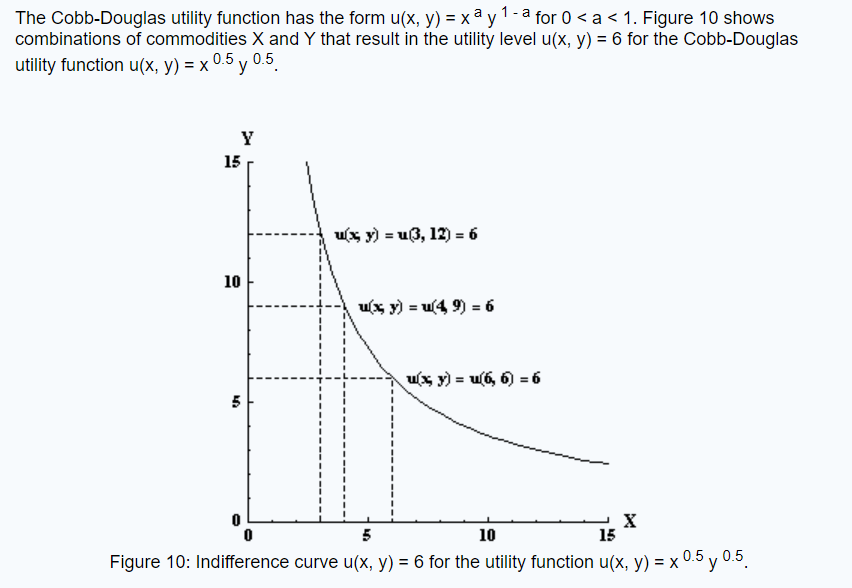 The Cobb-Douglas utility function has the form u(x, y) = x ᵃ y ¹ ⁻ ᵃ for 0 < a < 1. Figure 10 shows
combinations of commodities X and Y that result in the utility level u(x, y) = 6 for the Cobb-Douglas
utility function u(x, y) = x 0.5 y 0.5.
Y
15
u(x, y) = u(3, 12) = 6
10
u(x, y) = u(4, 9) = 6
u(x, y) = u(6, 6) = 6
5
0
X
0 5 10 15
Figure 10: Indifference curve u(x, y) = 6 for the utility function u(x, y) = x 0.5 y 0.5.